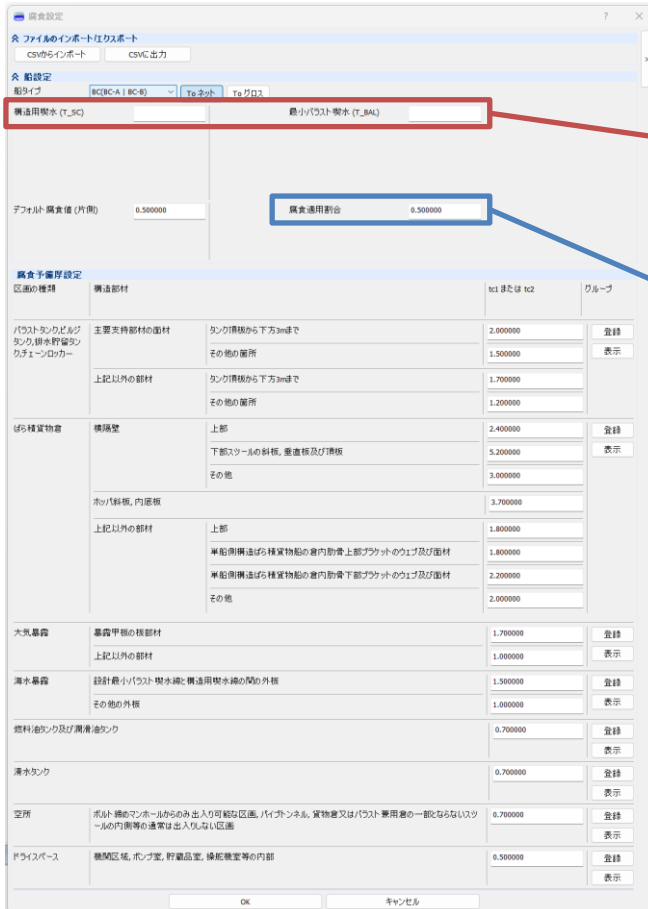 腐食設定
ファイルのインポート/エクスポート
CSVからインポート CSVに出力
船設定
船タイプ BC(BC-A | BC-B) To ネット To グロス
構造用喫水 (T_SC) 最小バラスト喫水 (T_BAL)
デフォルト腐食値 (片側) 0.500000 腐食適用割合 0.500000
腐食予備厚設定
区画の種類 構造部材 tc1 または tc2 グループ
バラストタンク,ビルジタンク,排水貯留タンク,チェーンロッカー 主要支持部材の面材 タンク頂板から下方3mまで 2.000000 登録
その他の箇所 1.500000 表示
上記以外の部材 タンク頂板から下方3mまで 1.700000
その他の箇所 1.200000
ばら積貨物倉 横隔壁 上部 2.400000 登録
下部スツールの斜板, 垂直板及び頂板 5.200000 表示
その他 3.000000
ホッパ斜板, 内底板 3.700000
上記以外の部材 上部 1.800000
単船側構造ばら積貨物船の倉内肋骨上部ブラケットのウェブ及び面材 1.800000
単船側構造ばら積貨物船の倉内肋骨下部ブラケットのウェブ及び面材 2.200000
その他 2.000000
大気暴露 暴露甲板の板部材 1.700000 登録
上記以外の部材 1.000000 表示
海水暴露 設計最小バラスト喫水線と構造用喫水線の間の外板 1.500000 登録
その他の外板 1.000000 表示
燃料油タンク及び潤滑油タンク 0.700000 登録
表示
清水タンク 0.700000 登録
表示
空所 ボルト締めマンホールからのみ出入り可能な区画, パイプトンネル, 貨物倉又はバラスト兼用倉の一部とならないスツールの内側等の通常は出入りしない区画 0.700000 登録
表示
ドライスペース 機関区域, ポンプ室, 貯蔵品室, 操舵機室等の内部 0.500000 登録
表示
OK キャンセル